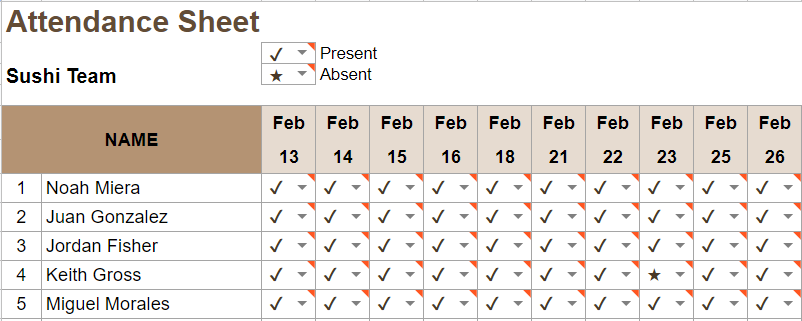 Attendance Sheet
✓ Present
Sushi Team ★ Absent
NAME Feb 13 Feb 14 Feb 15 Feb 16 Feb 18 Feb 21 Feb 22 Feb 23 Feb 25 Feb 26
1 Noah Miera ✓ ✓ ✓ ✓ ✓ ✓ ✓ ✓ ✓ ✓
2 Juan Gonzalez ✓ ✓ ✓ ✓ ✓ ✓ ✓ ✓ ✓ ✓
3 Jordan Fisher ✓ ✓ ✓ ✓ ✓ ✓ ✓ ✓ ✓ ✓
4 Keith Gross ✓ ✓ ✓ ✓ ✓ ✓ ✓ ★ ✓ ✓
5 Miguel Morales ✓ ✓ ✓ ✓ ✓ ✓ ✓ ✓ ✓ ✓